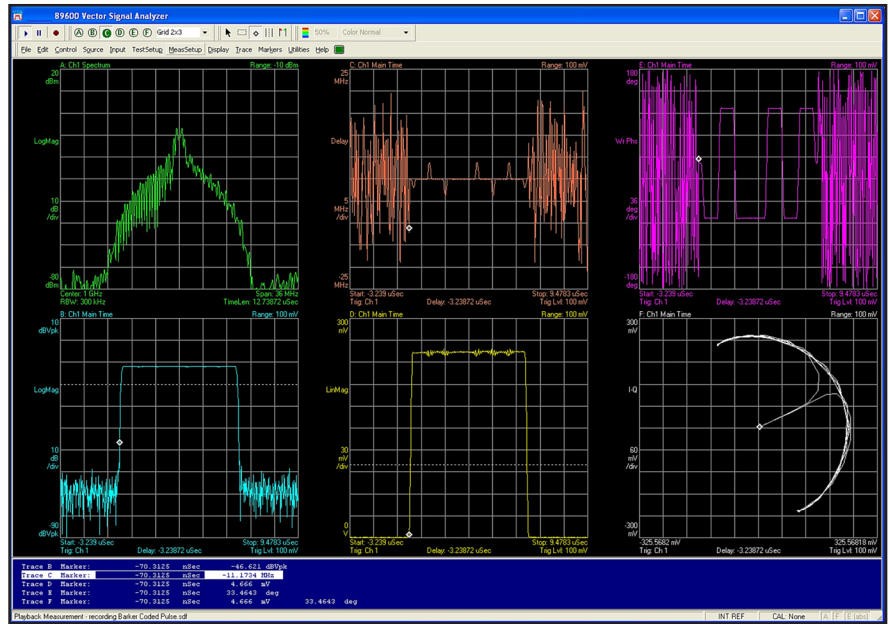 89600 Vector Signal Analyzer
A B C D E F Grid 2x3 50% Color Normal
File Edit Control Source Input TestSetup MeasSetup Display Trace Markers Utilities Help
A: Ch1 Spectrum Range: -10 dBm
20
dBm
LogMag
10
dB
/div
-80
dBm
Center: 1 GHz Span: 36 MHz
RBW: 300 kHz TimeLen: 12.73872 uSec
C: Ch1 Main Time Range: 100 mV
25
MHz
Delay
5
MHz
/div
-25
MHz
Start: -3.239 uSec Stop: 9.4783 uSec
Trig: Ch 1 Delay: -3.23872 uSec Trig Lvl: 100 mV
E: Ch1 Main Time Range: 100 mV
180
deg
Wr Phs
36
deg
/div
-180
deg
Start: -3.239 uSec Stop: 9.4783 uSec
Trig: Ch 1 Delay: -3.23872 uSec Trig Lvl: 100 mV
B: Ch1 Main Time Range: 100 mV
10
dBVpk
LogMag
10
dB
/div
-90
dBVpk
Start: -3.239 uSec Stop: 9.4783 uSec
Trig: Ch 1 Delay: -3.23872 uSec Trig Lvl: 100 mV
D: Ch1 Main Time Range: 100 mV
300
mV
LinMag
30
mV
/div
0
V
Start: -3.239 uSec Stop: 9.4783 uSec
Trig: Ch 1 Delay: -3.23872 uSec Trig Lvl: 100 mV
F: Ch1 Main Time Range: 100 mV
300
mV
I-Q
60
mV
/div
-300
mV
-325.5682 mV 325.56818 mV
Trig: Ch 1 Delay: -3.23872 uSec Trig Lvl: 100 mV
Trace B Marker: -70.3125 nSec -46.621 dBVpk
Trace C Marker: -70.3125 nSec -11.1734 MHz
Trace D Marker: -70.3125 nSec 4.666 mV
Trace E Marker: -70.3125 nSec 33.4643 deg
Trace F Marker: -70.3125 nSec 4.666 mV 33.4643 deg
Playback Measurement - recording Barker Coded Pulse.sdf INT REF CAL: None A F E (abs)